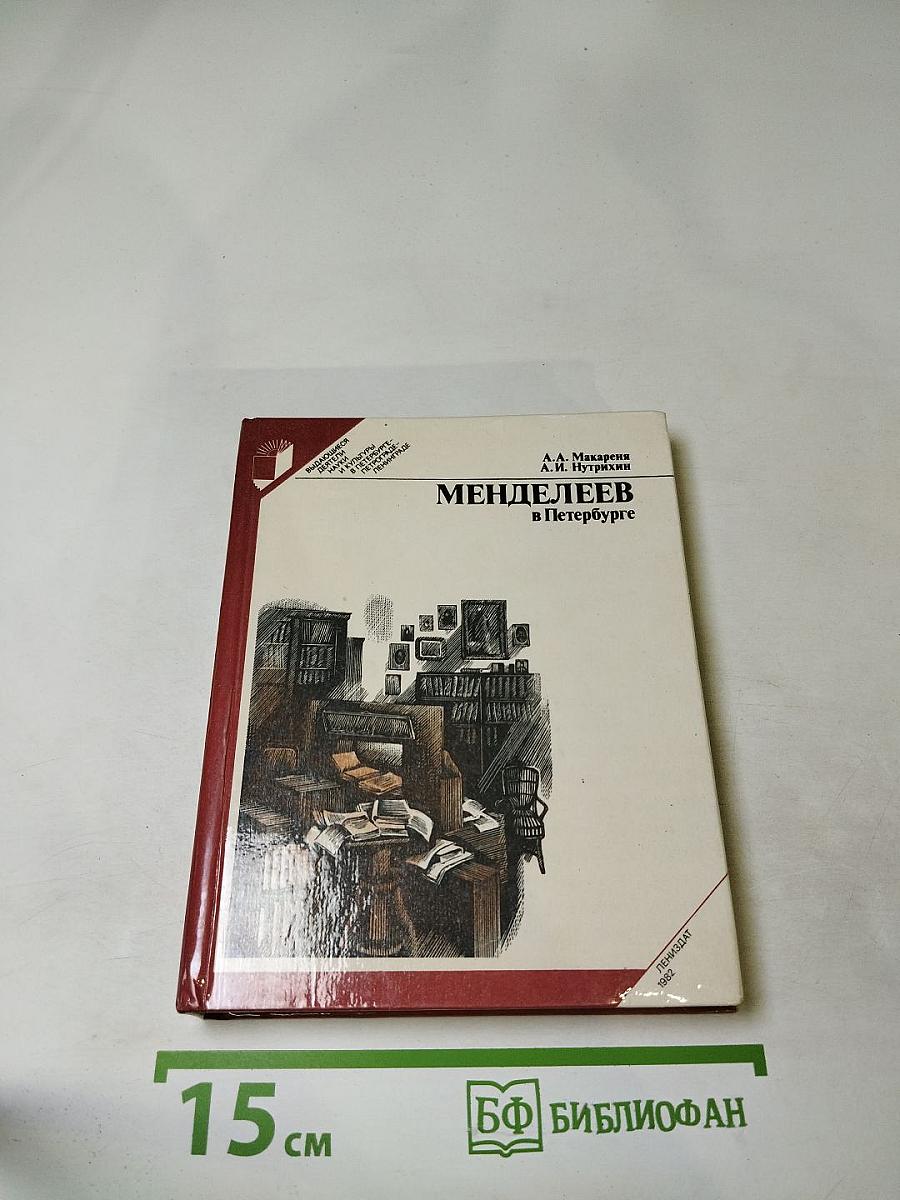 ВЫДАЮЩИЕСЯ
ДЕЯТЕЛИ
НАУКИ
И КУЛЬТУРЫ
В ПЕТЕРБУРГЕ–
ПЕТРОГРАДЕ–
ЛЕНИНГРАДЕ
А.А. Макареня
А.И. Нутрихин
МЕНДЕЛЕЕВ
в Петербурге
ЛЕНИЗДАТ
1982
15 см
БФ БИБЛИОФАН